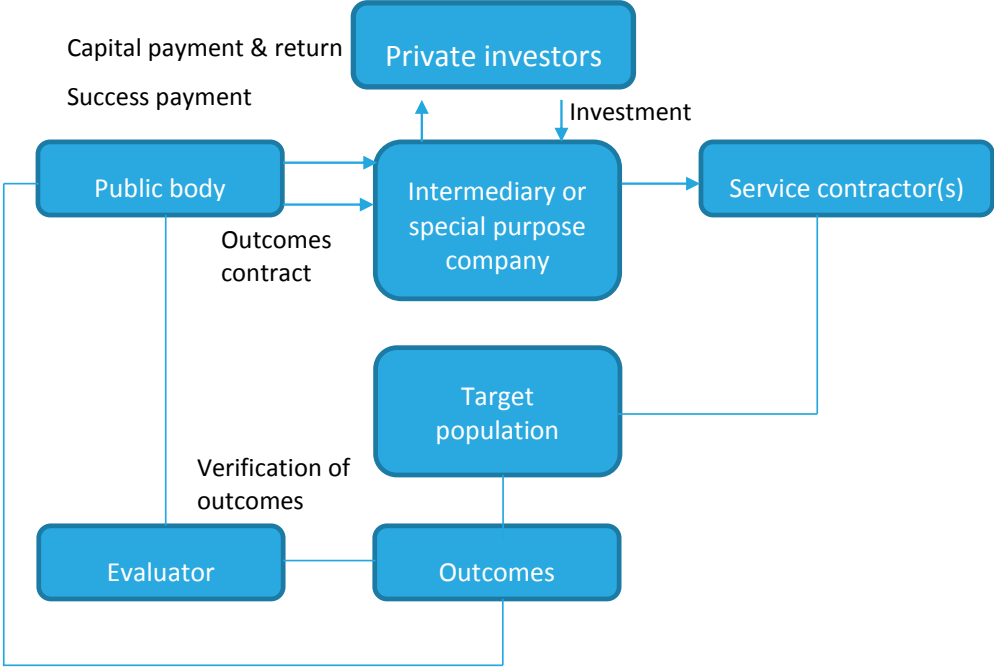 Capital payment & return
Private investors
Success payment
Investment
Public body
Intermediary or
special purpose
company
Service contractor(s)
Outcomes
contract
Target
population
Verification of
outcomes
Evaluator
Outcomes